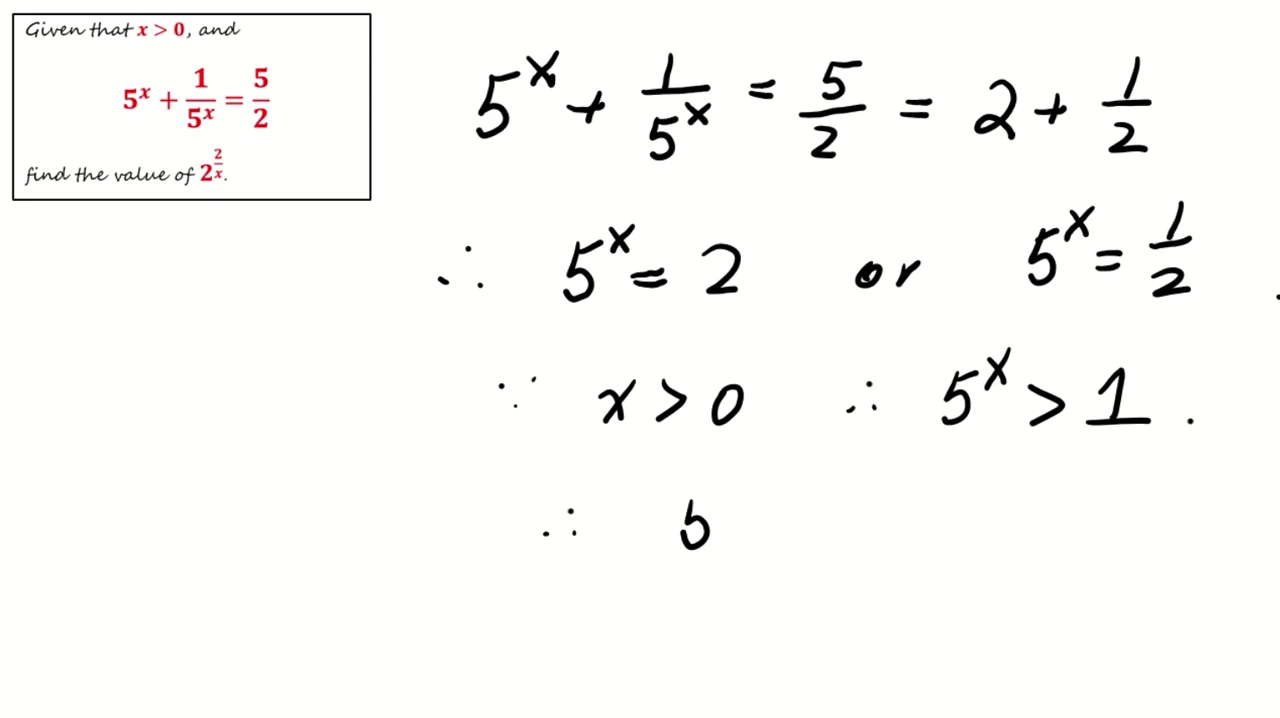 Given that x > 0, and
5^x + 1/5^x = 5/2
find the value of 2^(2/x).
5^x + 1/5^x = 5/2 = 2 + 1/2
∴ 5^x = 2 or 5^x = 1/2 .
∵ x > 0 ∴ 5^x > 1 .
∴ 5